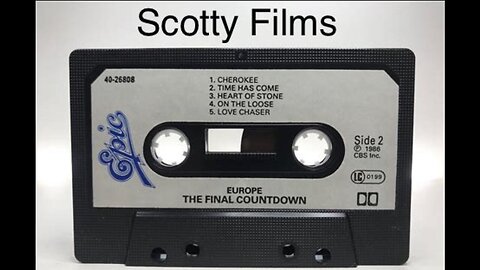 Scotty Films
40-26808
1. CHEROKEE
2. TIME HAS COME
3. HEART OF STONE
4. ON THE LOOSE
5. LOVE CHASER
Epic
Side 2
℗ 1986
CBS Inc.
LC 0199
EUROPE
THE FINAL COUNTDOWN